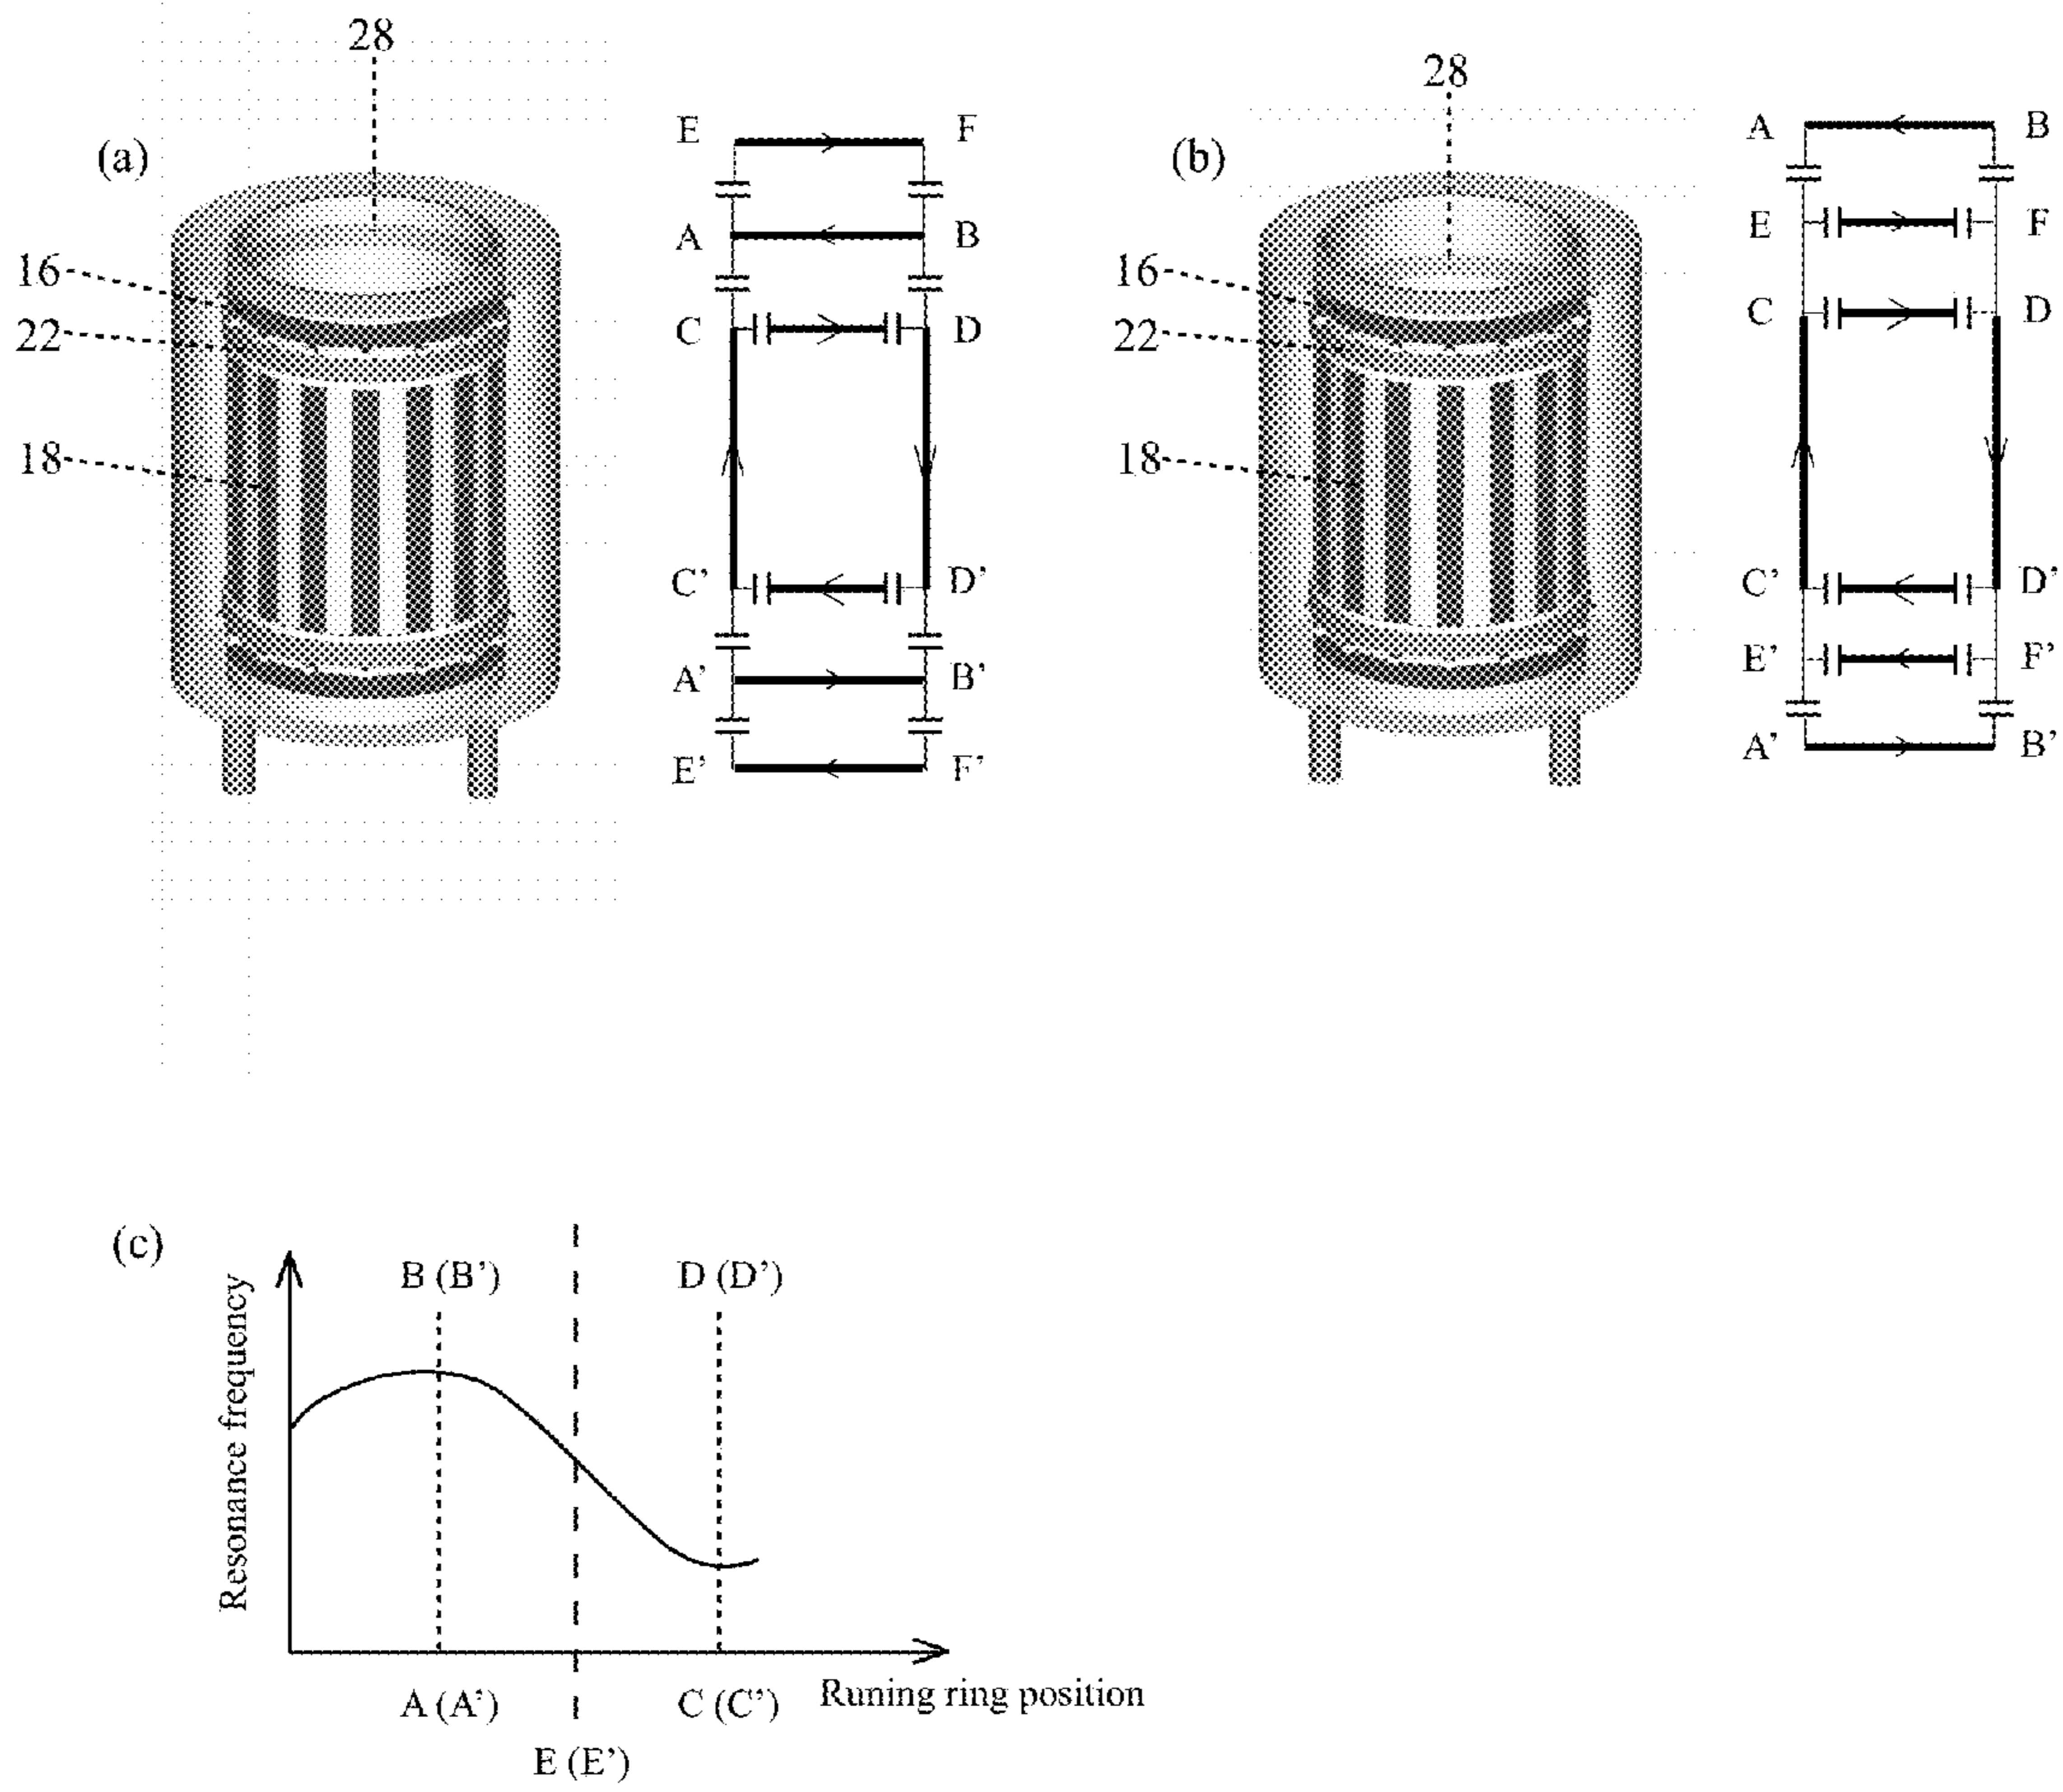 (a)
28
16
22
18
E F
A B
C D
C' D'
A' B'
E' F'
(b)
28
16
22
18
A B
E F
C D
C' D'
E' F'
A' B'
(c)
Resonance frequency
B (B') D (D')
A (A') C (C') Runing ring position
E (E')